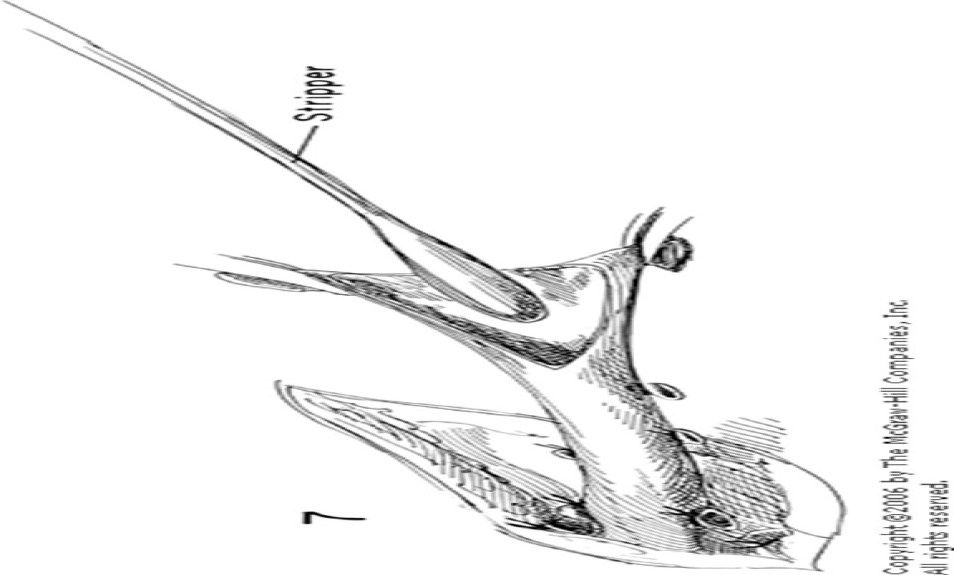 Stripper
7
Copyright ©2006 by The McGraw-Hill Companies, Inc.
All rights reserved.